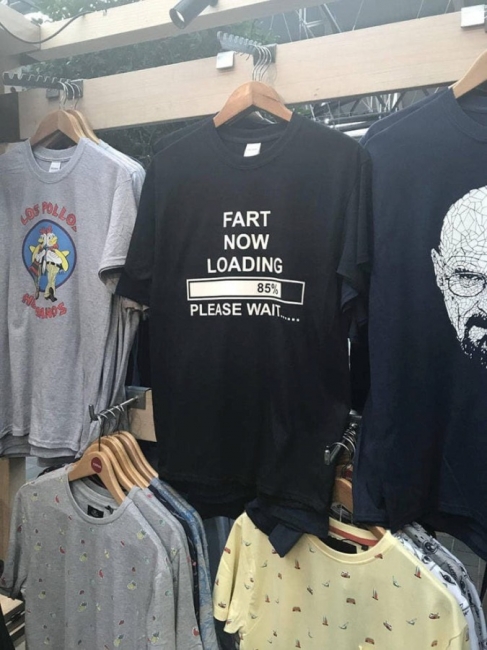 LOS POLLOS
HERMANOS
FART
NOW
LOADING
85%
PLEASE WAIT......